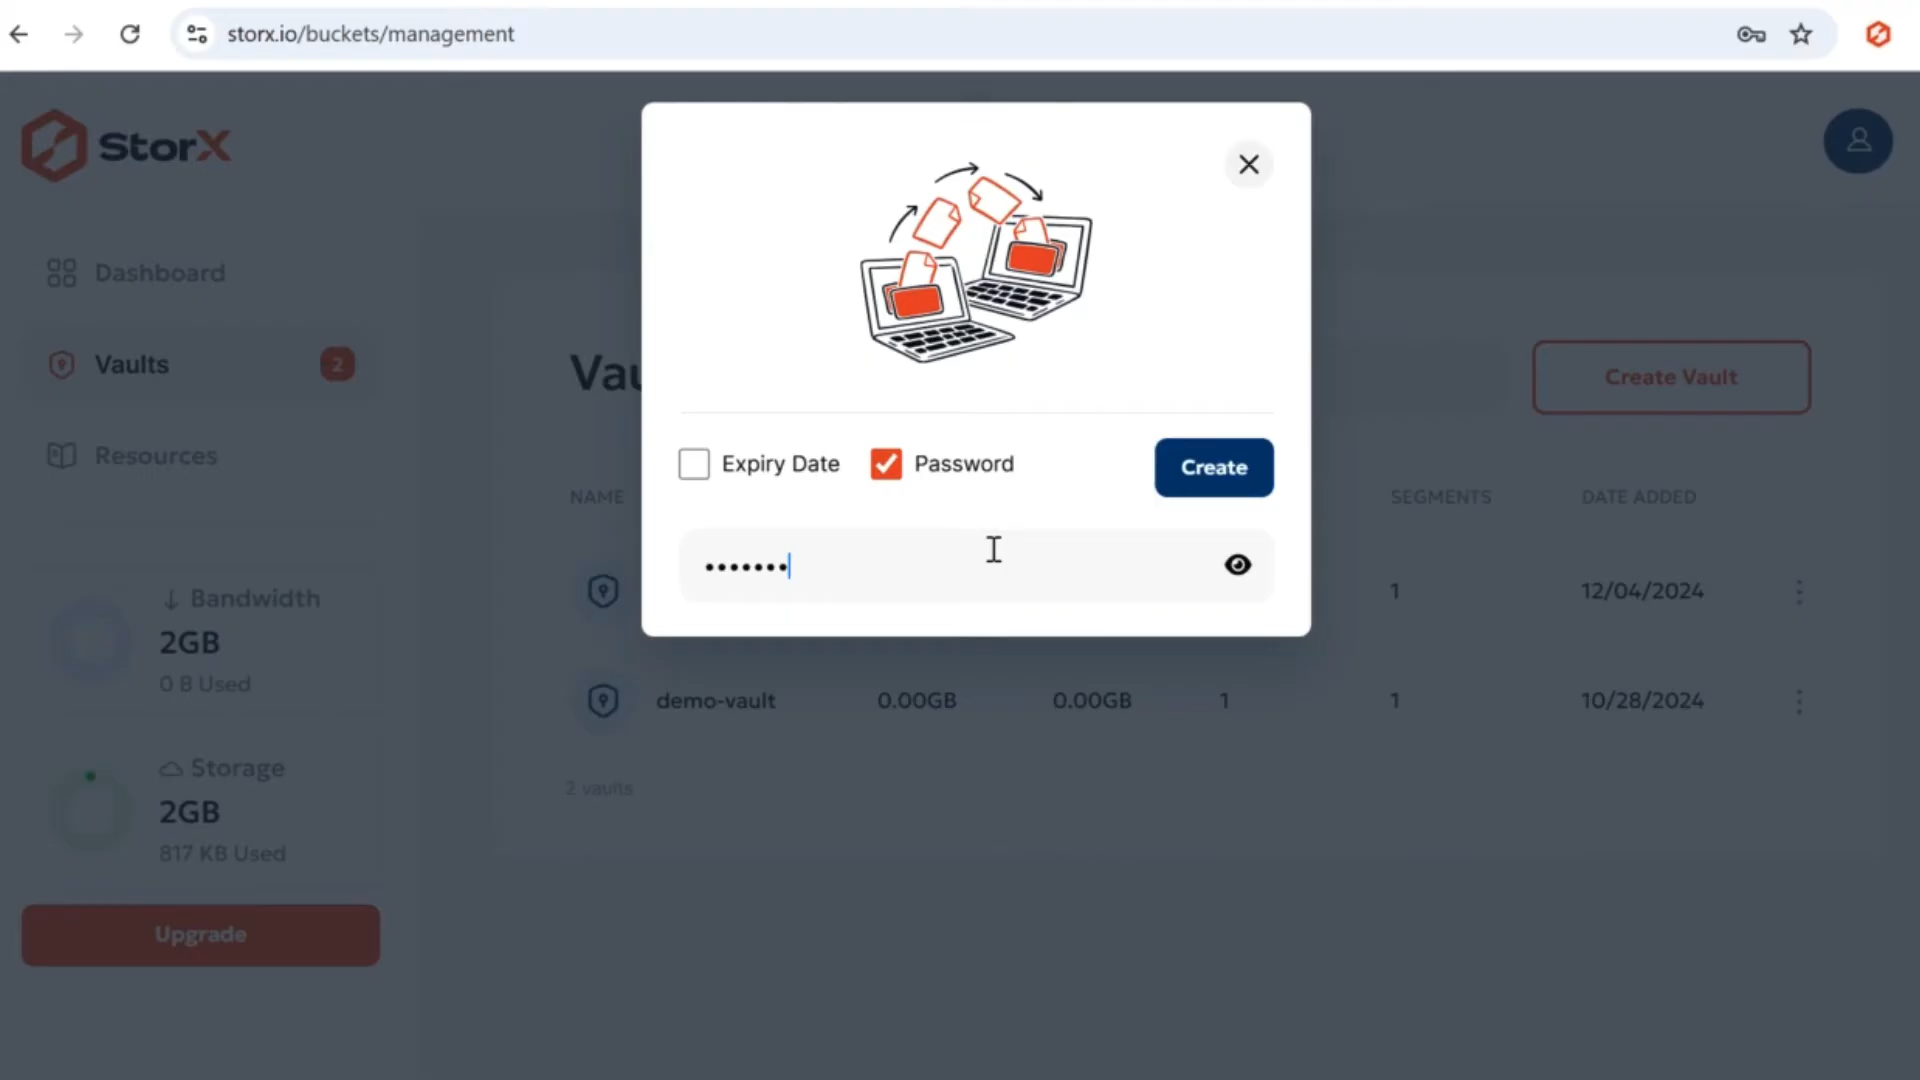 storx.io/buckets/management
StorX
Dashboard
Vaults 2
Resources
↓ Bandwidth
2GB
0 B Used
Storage
2GB
817 KB Used
Upgrade
Vau
Create Vault
NAME SEGMENTS DATE ADDED
1 12/04/2024
demo-vault 0.00GB 0.00GB 1 1 10/28/2024
2 vaults
Expiry Date Password Create
•••••••